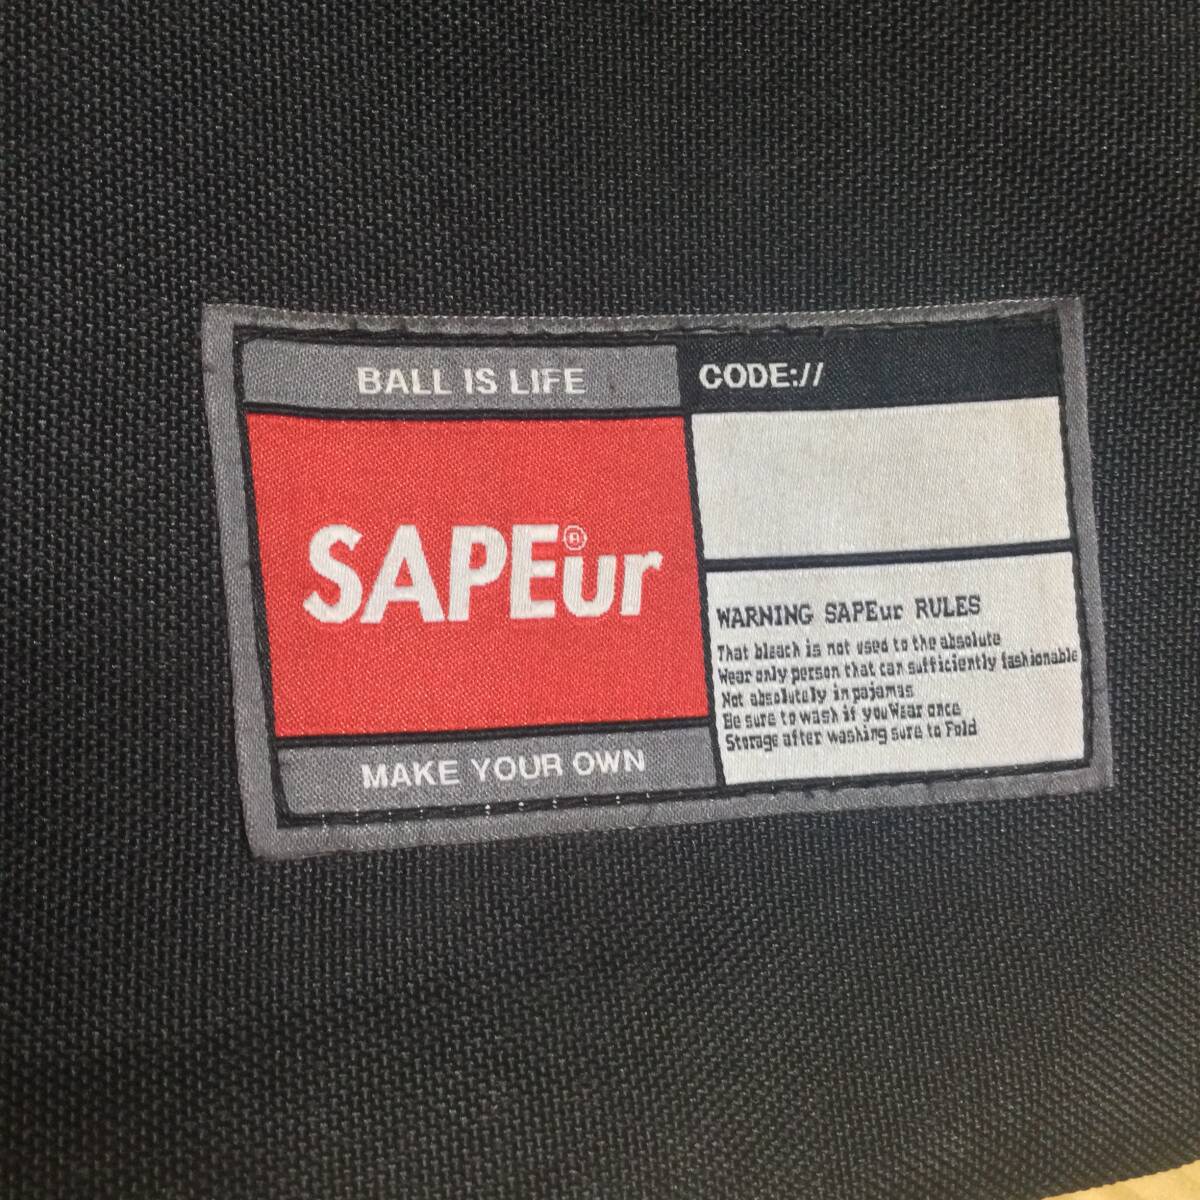 BALL IS LIFE
CODE://
SAPEur®
MAKE YOUR OWN
WARNING SAPEur RULES
That bleach is not used to the absolute
Wear only person that can sufficiently fashionable
Not absolutely in pajamas
Be sure to wash if you Wear once
Storage after washing sure to Fold